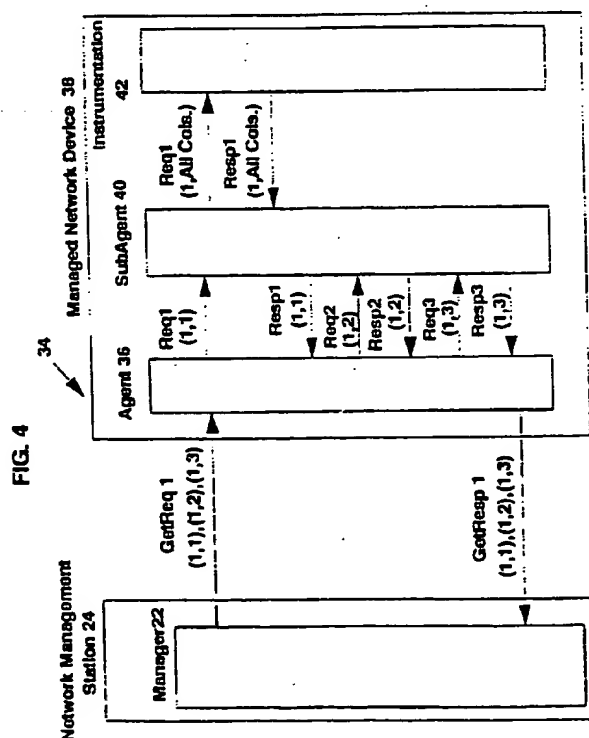 FIG. 4
34
Network Management
Station 24
Manager22
GetReq 1
(1,1),(1,2),(1,3)
GetResp 1
(1,1),(1,2),(1,3)
Managed Network Device 38
Agent 36
SubAgent 40
Instrumentation
42
Req1
(1,1)
Req1
(1,All Cols.)
Resp1
(1,All Cols.)
Resp1
(1,1)
Req2
(1,2)
Resp2
(1,2)
Req3
(1,3)
Resp3
(1,3)